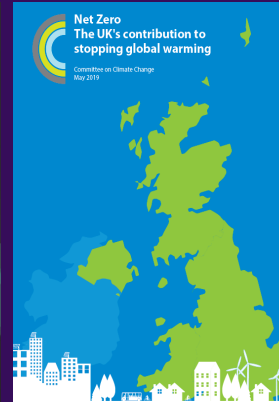 Net Zero
The UK's contribution to
stopping global warming
Committee on Climate Change
May 2019